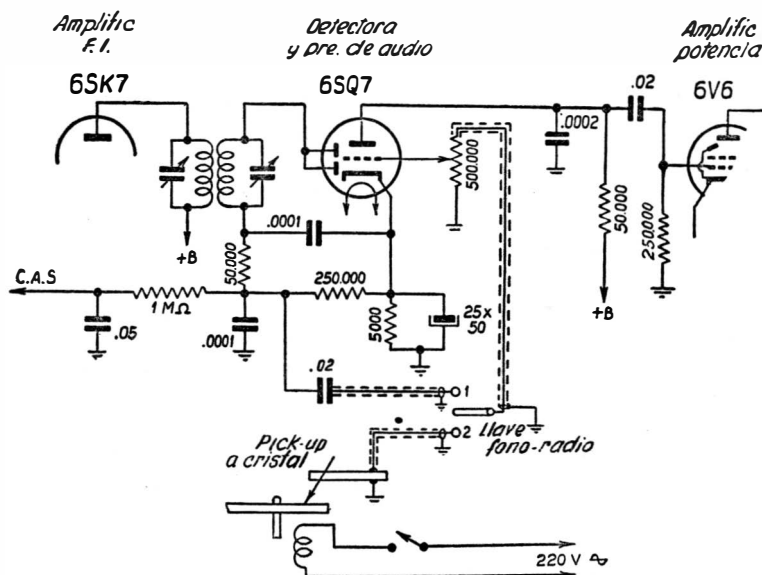 Amplific
F.I.
Detectora
y pre. de audio
Amplific
potencia
6SK7
6SQ7
6V6
.02
.0002
500.000
50.000
250.000
+B
.0001
50.000
C.A.S
1 MΩ
250.000
+B
.05
.0001
5000
25x
50
.02
1
2
Llave
fono-radio
Pick-up
a cristal
220 V ∿